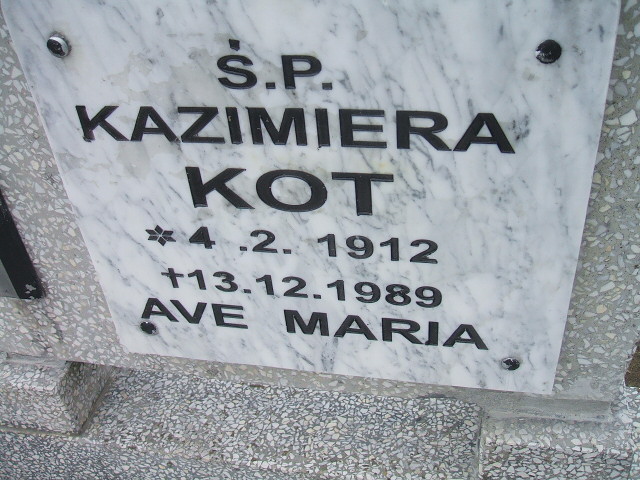 Ś.P.
KAZIMIERA
KOT
* 4 .2. 1912
†13.12.1989
AVE MARIA